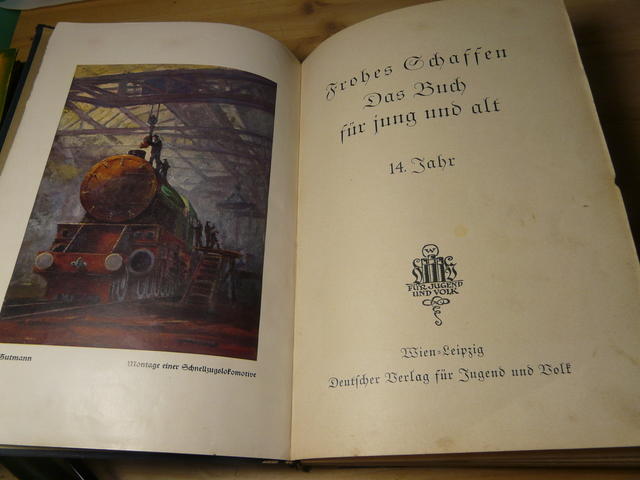 Gutmann
Montage einer Schnellzugslokomotive
Frohes Schaffen
Das Buch
für jung und alt
14. Jahr
W
FÜR JUGEND
UND VOLK
Wien-Leipzig
Deutscher Verlag für Jugend und Volk